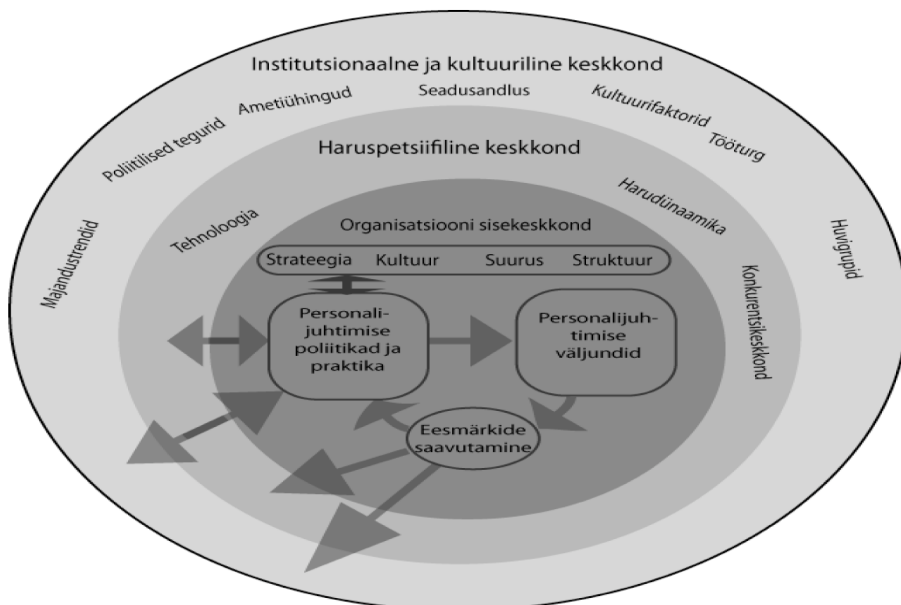 Institutsionaalne ja kultuuriline keskkond
Majandustrendid
Poliitilised tegurid
Ametiühingud
Seadusandlus
Kultuurifaktorid
Tööturg
Huvigrupid
Haruspetsiifiline keskkond
Tehnoloogia
Harudünaamika
Konkurentsikeskkond
Organisatsiooni sisekeskkond
Strateegia Kultuur Suurus Struktuur
Personali-
juhtimise
poliitikad ja
praktika
Personalijuh-
timise
väljundid
Eesmärkide
saavutamine